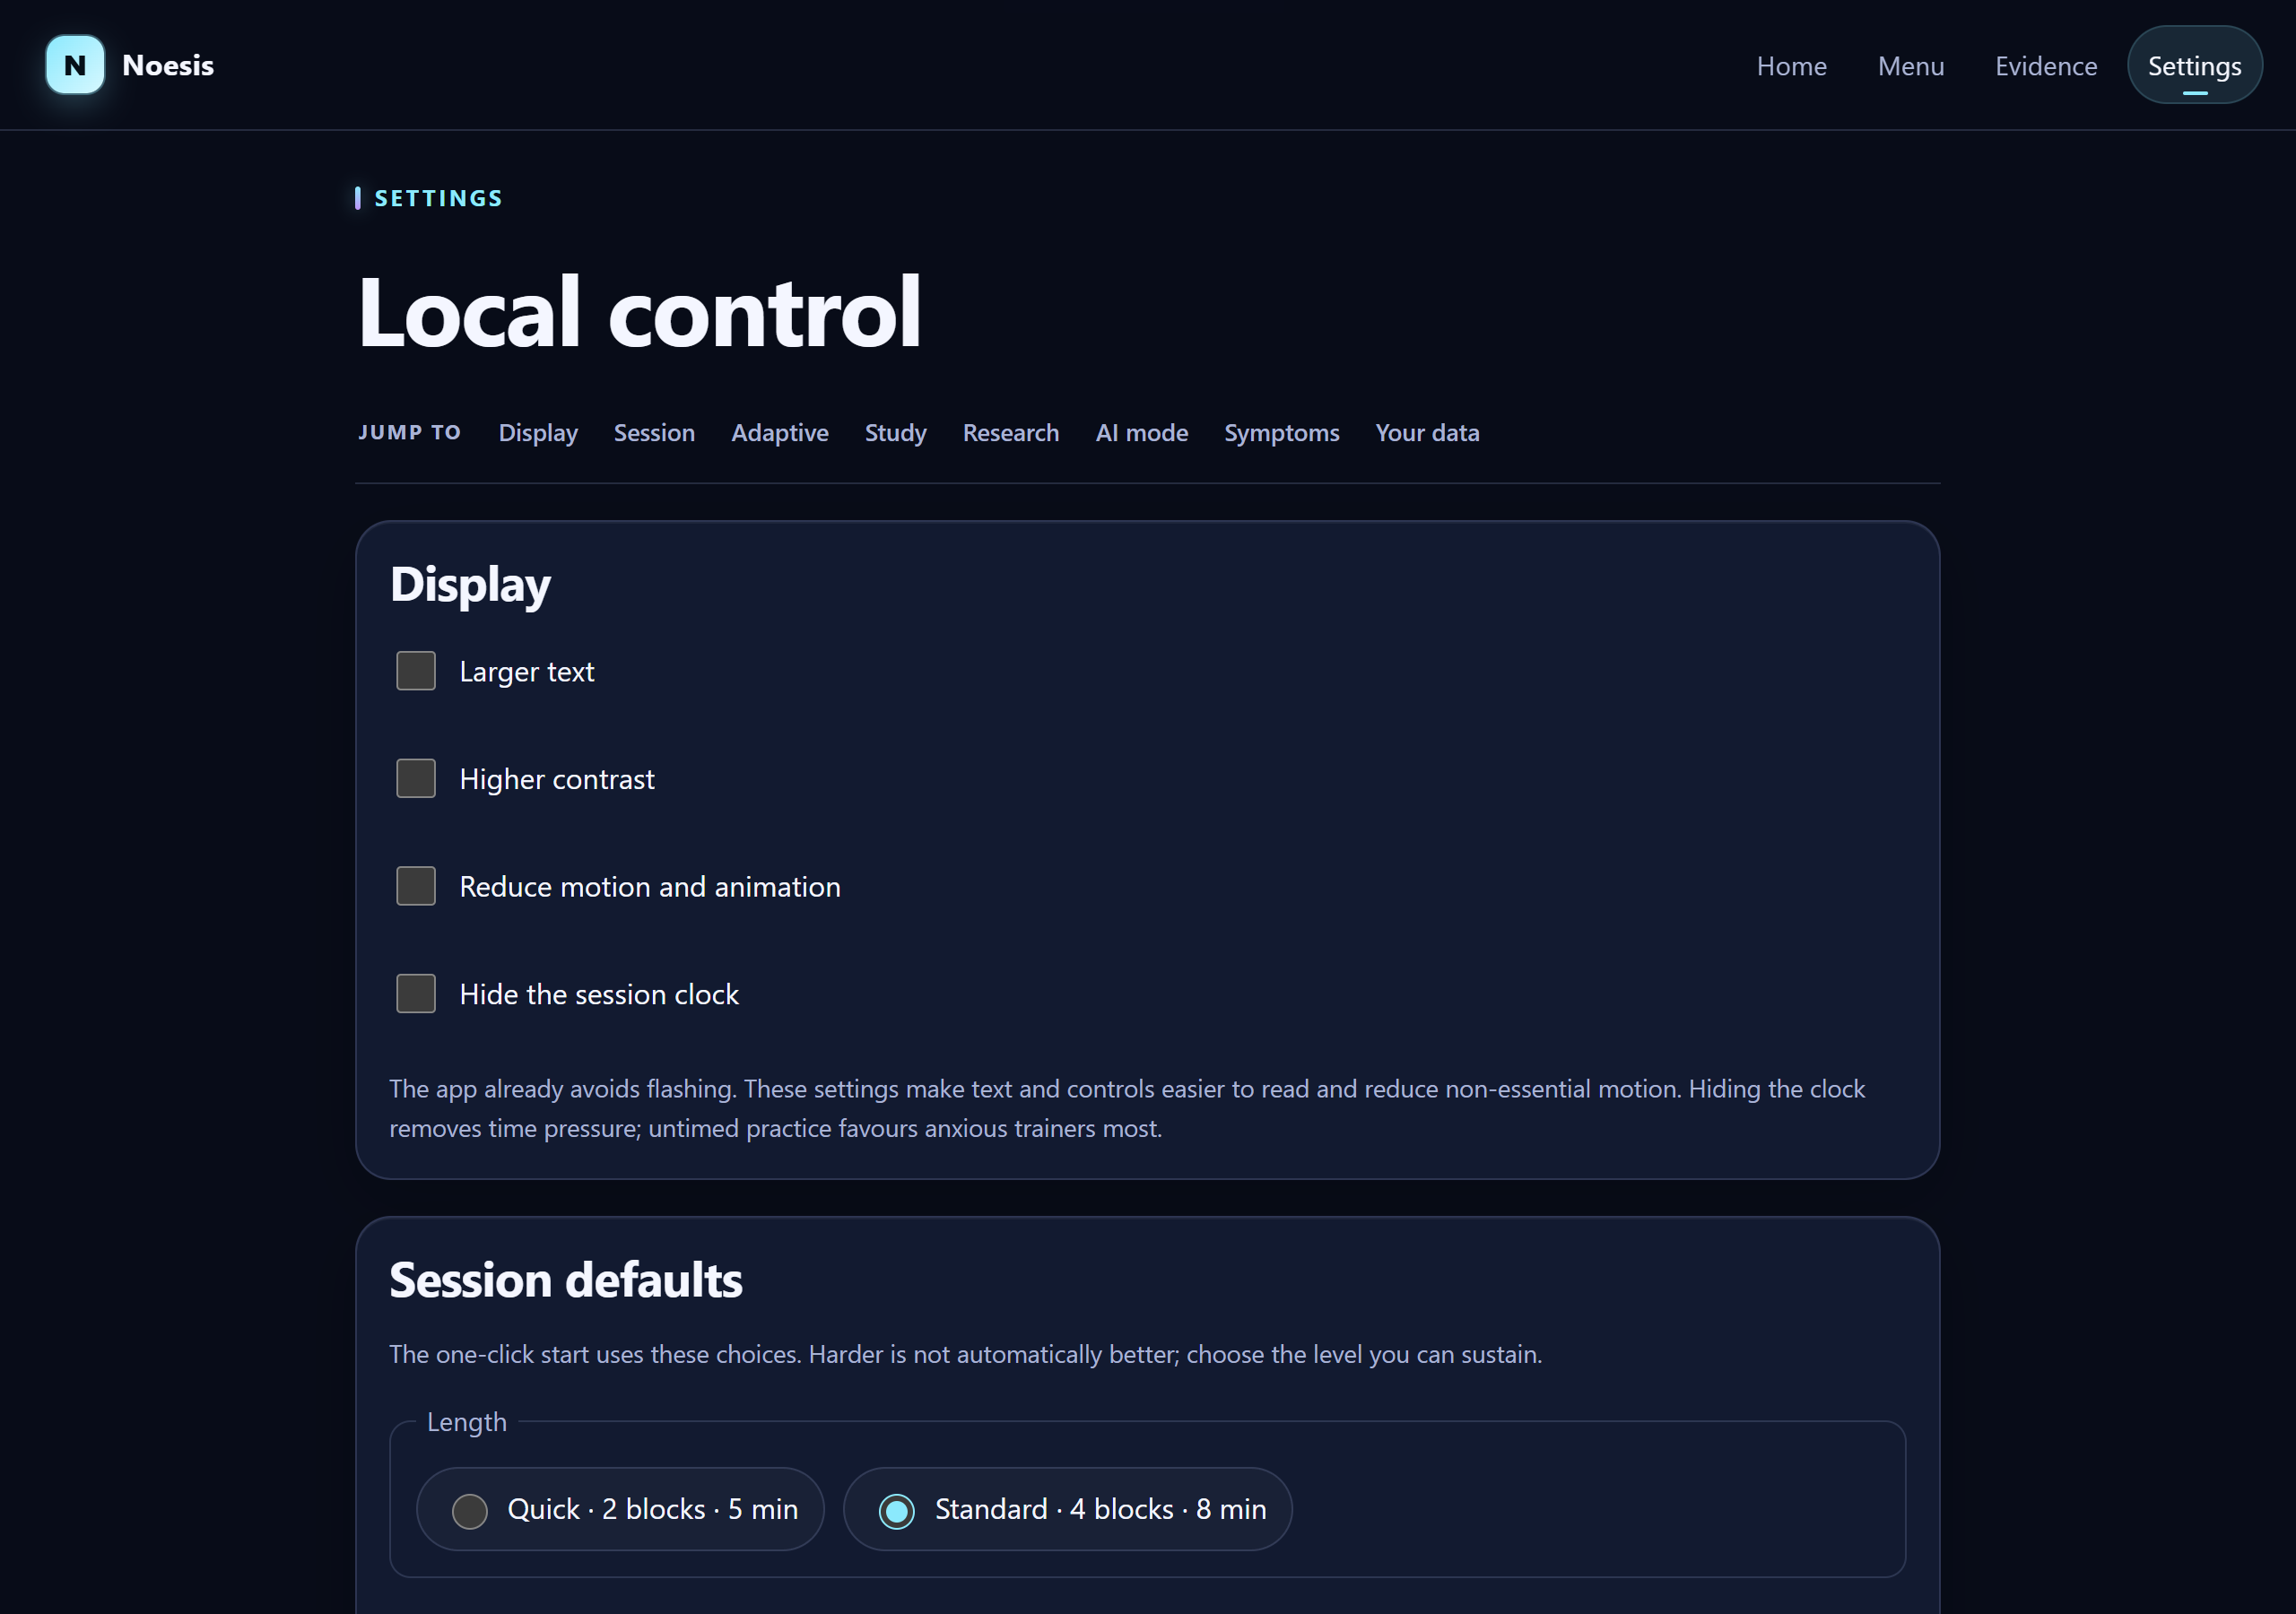 N Noesis
Home Menu Evidence Settings
SETTINGS
Local control
JUMP TO Display Session Adaptive Study Research AI mode Symptoms Your data
Display
Larger text
Higher contrast
Reduce motion and animation
Hide the session clock
The app already avoids flashing. These settings make text and controls easier to read and reduce non-essential motion. Hiding the clock
removes time pressure; untimed practice favours anxious trainers most.
Session defaults
The one-click start uses these choices. Harder is not automatically better; choose the level you can sustain.
Length
Quick · 2 blocks · 5 min Standard · 4 blocks · 8 min